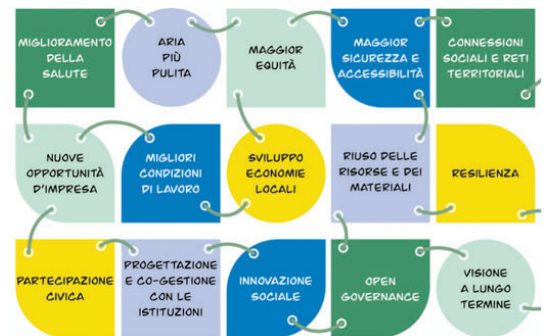 MIGLIORAMENTO
DELLA
SALUTE
ARIA
PIÙ
PULITA
MAGGIOR
EQUITÀ
MAGGIOR
SICUREZZA E
ACCESSIBILITÀ
CONNESSIONI
SOCIALI E RETI
TERRITORIALI
NUOVE
OPPORTUNITÀ
D'IMPRESA
MIGLIORI
CONDIZIONI
DI LAVORO
SVILUPPO
ECONOMIE
LOCALI
RIUSO DELLE
RISORSE E DEI
MATERIALI
RESILIENZA
PARTECIPAZIONE
CIVICA
PROGETTAZIONE
E CO-GESTIONE
CON LE
ISTITUZIONI
INNOVAZIONE
SOCIALE
OPEN
GOVERNANCE
VISIONE
A LUNGO
TERMINE